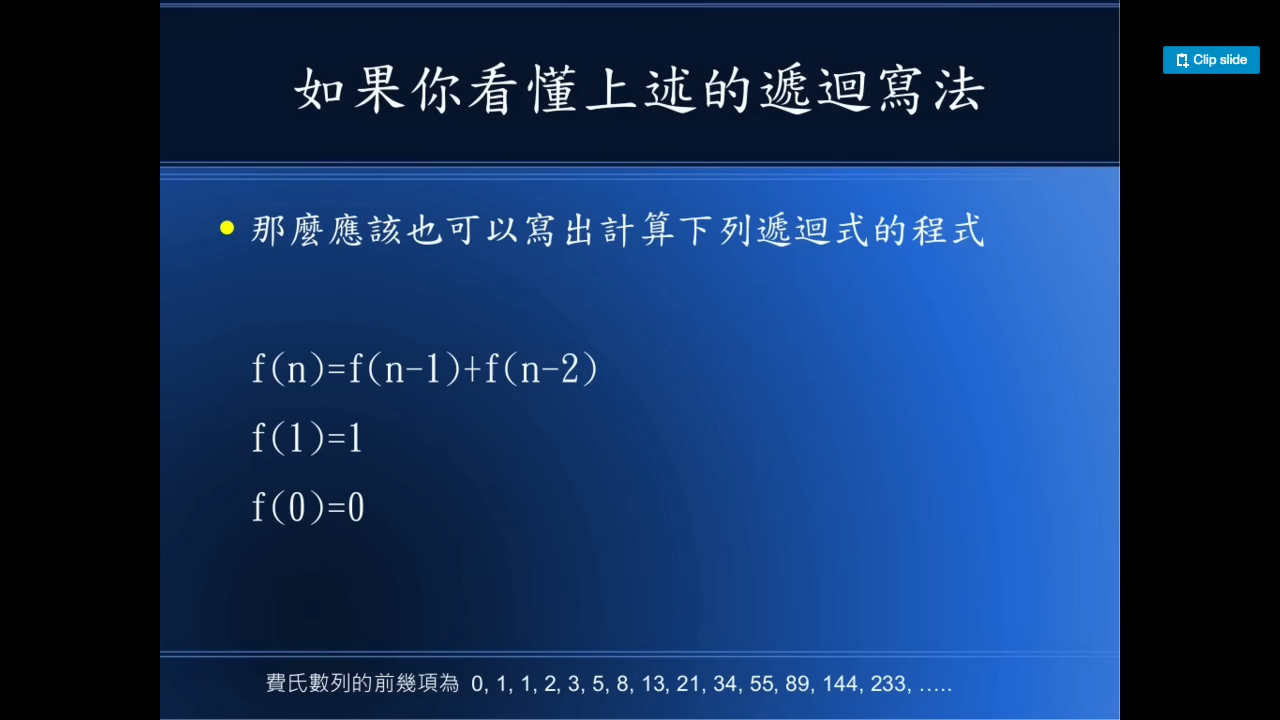 Clip slide
如果你看懂上述的遞迴寫法
那麼應該也可以寫出計算下列遞迴式的程式
f(n)=f(n-1)+f(n-2)
f(1)=1
f(0)=0
費氏數列的前幾項為 0, 1, 1, 2, 3, 5, 8, 13, 21, 34, 55, 89, 144, 233, …..